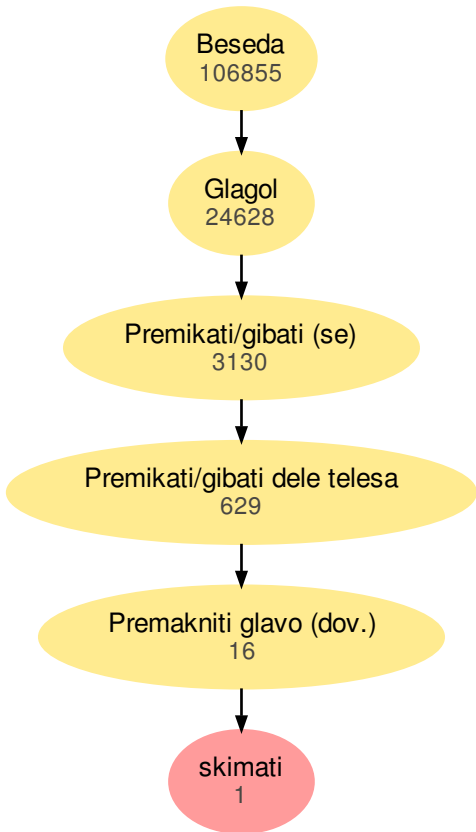 Beseda
106855
Glagol
24628
Premikati/gibati (se)
3130
Premikati/gibati dele telesa
629
Premakniti glavo (dov.)
16
skimati
1